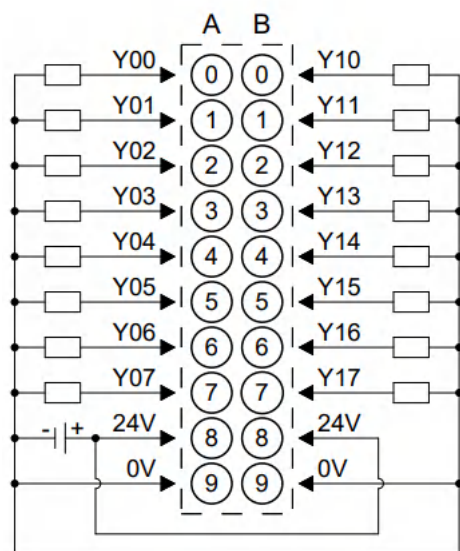 A B
Y00 0 0 Y10
Y01 1 1 Y11
Y02 2 2 Y12
Y03 3 3 Y13
Y04 4 4 Y14
Y05 5 5 Y15
Y06 6 6 Y16
Y07 7 7 Y17
- + 24V 8 8 24V
0V 9 9 0V